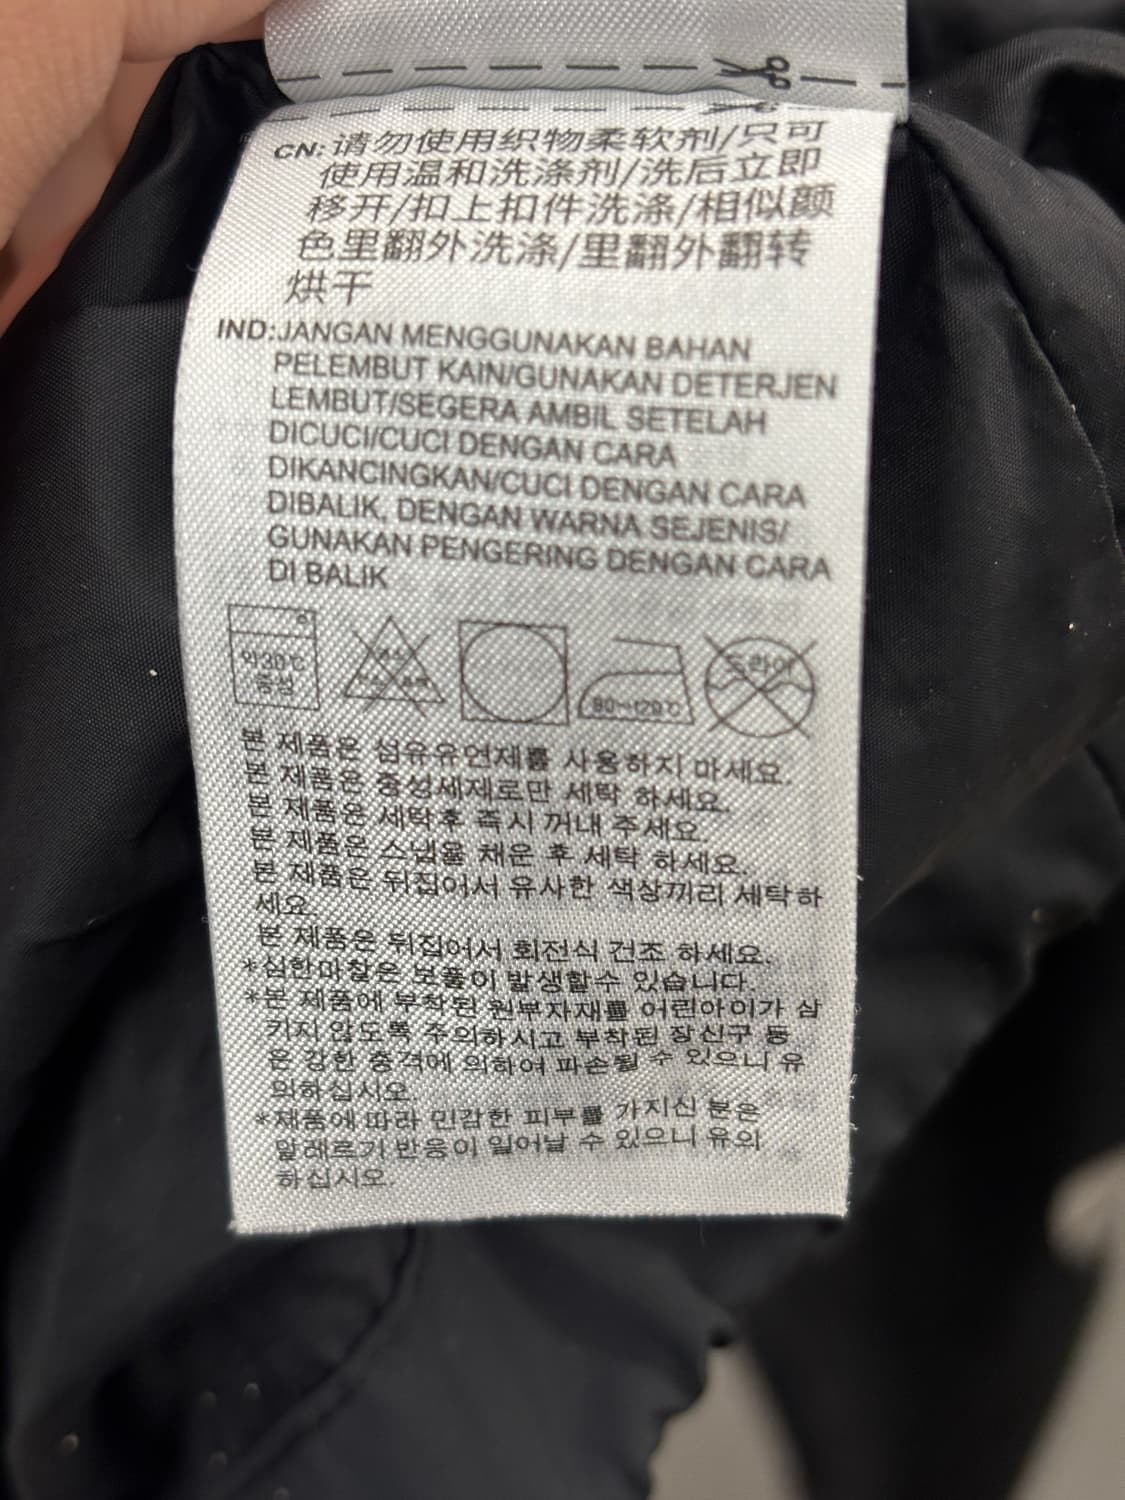 CN: 请勿使用织物柔软剂/只可
使用温和洗涤剂/洗后立即
移开/扣上扣件洗涤/相似颜
色里翻外洗涤/里翻外翻转
烘干
IND:JANGAN MENGGUNAKAN BAHAN
PELEMBUT KAIN/GUNAKAN DETERJEN
LEMBUT/SEGERA AMBIL SETELAH
DICUCI/CUCI DENGAN CARA
DIKANCINGKAN/CUCI DENGAN CARA
DIBALIK, DENGAN WARNA SEJENIS/
GUNAKAN PENGERING DENGAN CARA
DI BALIK
약30℃
중성
80~120℃
드라이
본 제품은 섬유유연제를 사용하지 마세요.
본 제품은 중성세제로만 세탁 하세요.
본 제품은 세탁후 즉시 꺼내 주세요.
본 제품은 스냅을 채운 후 세탁 하세요.
본 제품은 뒤집어서 유사한 색상끼리 세탁하
세요.
본 제품은 뒤집어서 회전식 건조 하세요.
*심한마찰은 보풀이 발생할수 있습니다.
*본 제품에 부착된 원부자재를 어린아이가 삼
키지 않도록 주의하시고 부착된 장신구 등
은 강한 충격에 의하여 파손될 수 있으니 유
의하십시오.
*제품에 따라 민감한 피부를 가지신 분은
알레르기 반응이 일어날 수 있으니 유의
하십시오.